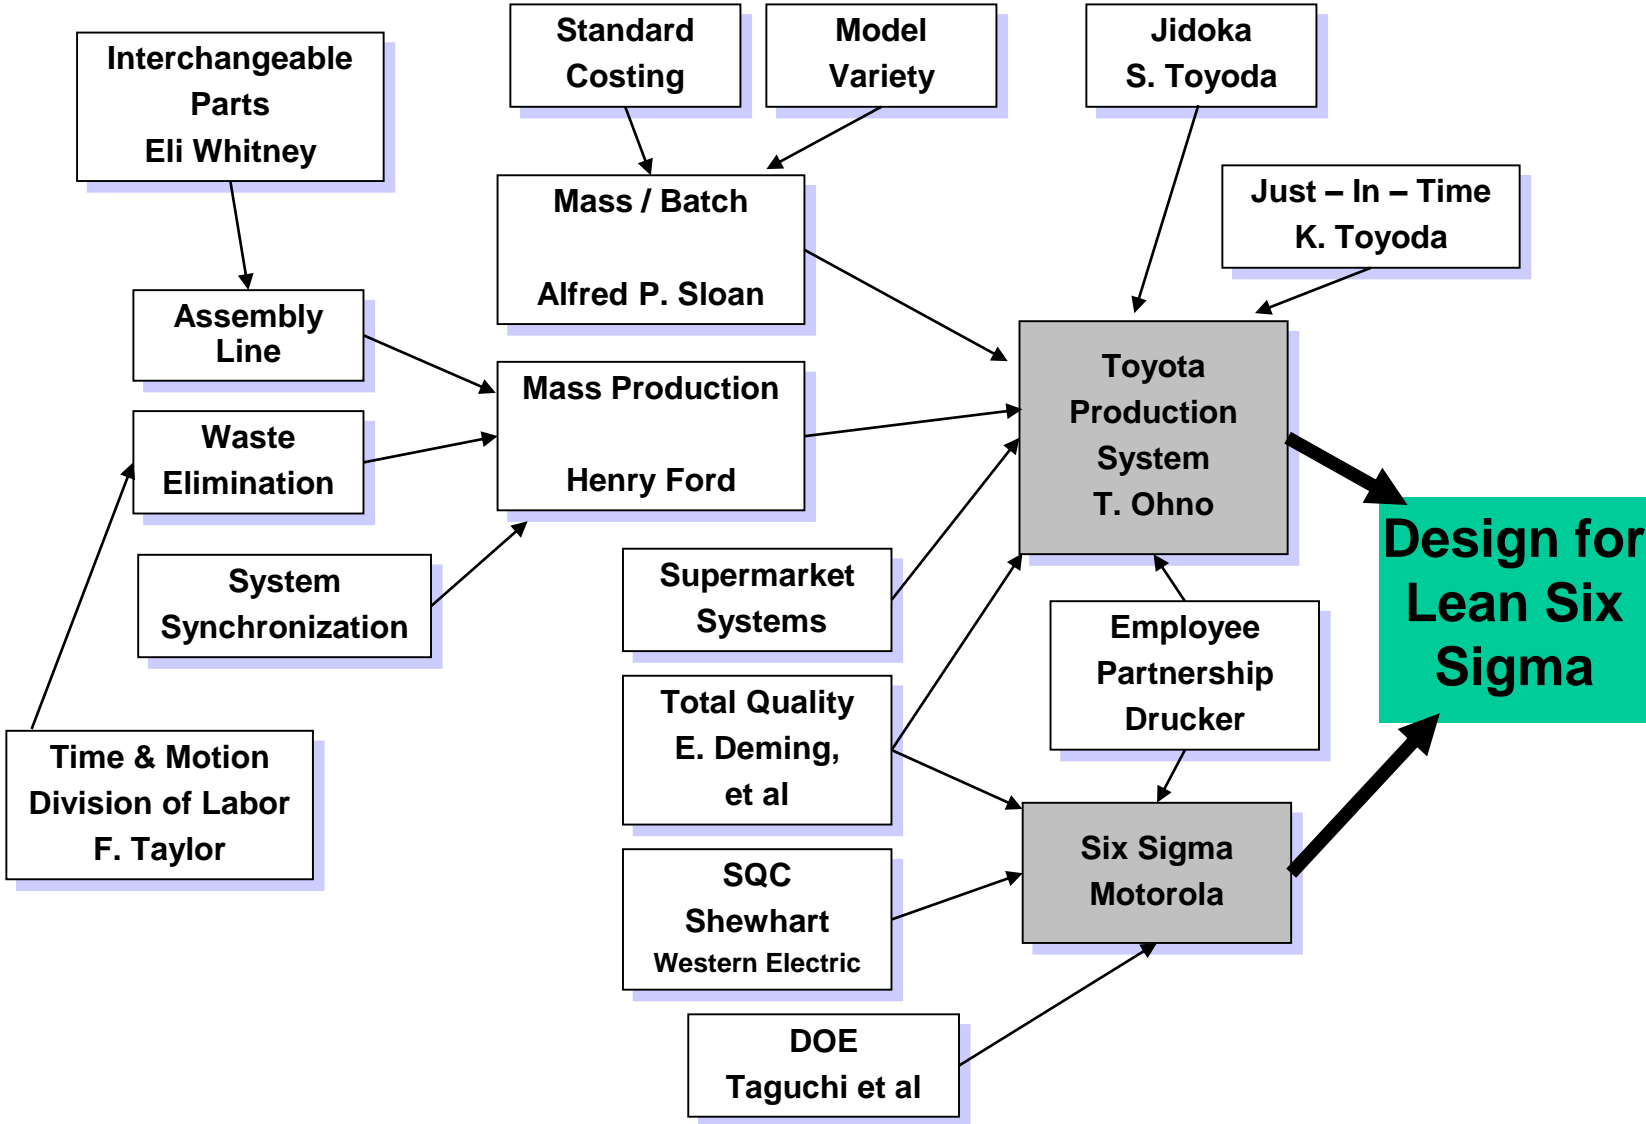 Interchangeable
Parts
Eli Whitney
Standard
Costing
Model
Variety
Jidoka
S. Toyoda
Just – In – Time
K. Toyoda
Mass / Batch
Alfred P. Sloan
Assembly
Line
Mass Production
Henry Ford
Waste
Elimination
System
Synchronization
Time & Motion
Division of Labor
F. Taylor
Toyota
Production
System
T. Ohno
Supermarket
Systems
Total Quality
E. Deming,
et al
Employee
Partnership
Drucker
SQC
Shewhart
Western Electric
Six Sigma
Motorola
DOE
Taguchi et al
Design for
Lean Six
Sigma